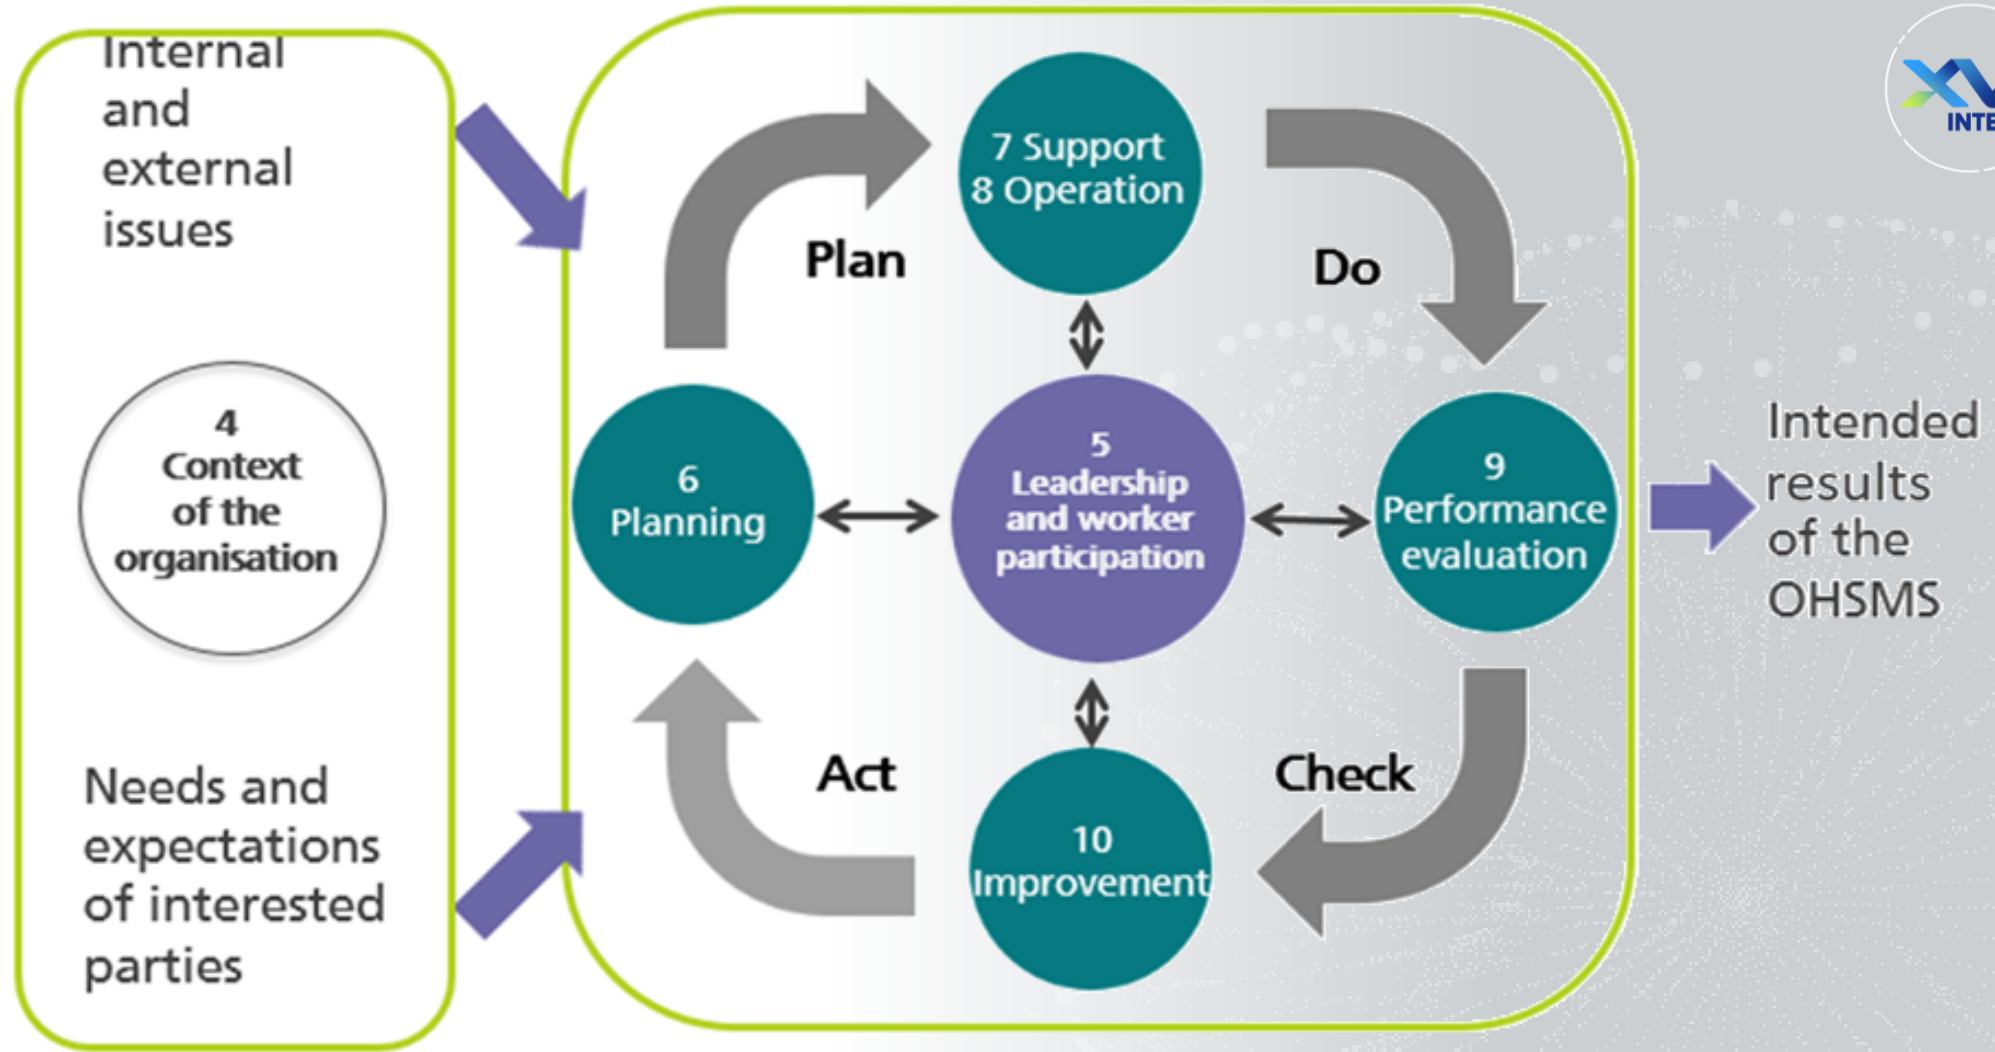 Internal
and
external
issues
4
Context
of the
organisation
Needs and
expectations
of interested
parties
7 Support
8 Operation
Plan
Do
6
Planning
5
Leadership
and worker
participation
9
Performance
evaluation
Act
Check
10
Improvement
Intended
results
of the
OHSMS